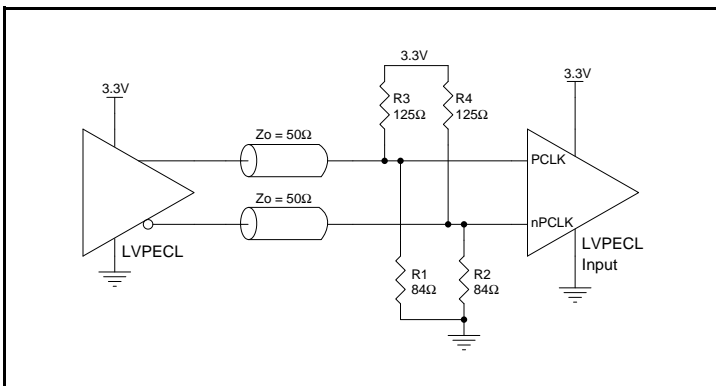 3.3V
3.3V
3.3V
R3
125Ω
R4
125Ω
Zo = 50Ω
PCLK
Zo = 50Ω
nPCLK
LVPECL
LVPECL
Input
R1
84Ω
R2
84Ω